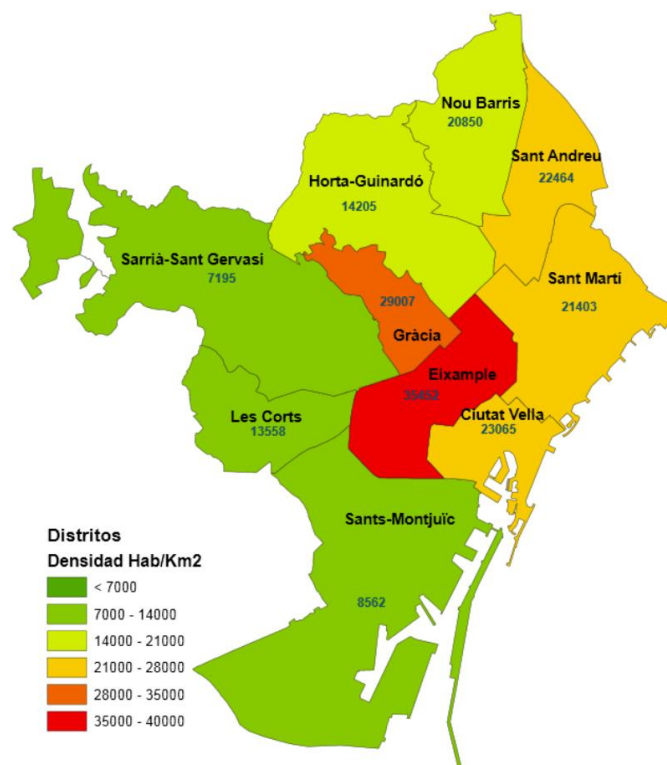 Nou Barris
20850
Sant Andreu
22464
Horta-Guinardó
14205
Sarrià-Sant Gervasi
7195
Sant Martí
21403
29007
Gràcia
Eixample
Les Corts
13558
Ciutat Vella
23065
Sants-Montjuïc
8562
Distritos
Densidad Hab/Km2
< 7000
7000 - 14000
14000 - 21000
21000 - 28000
28000 - 35000
35000 - 40000